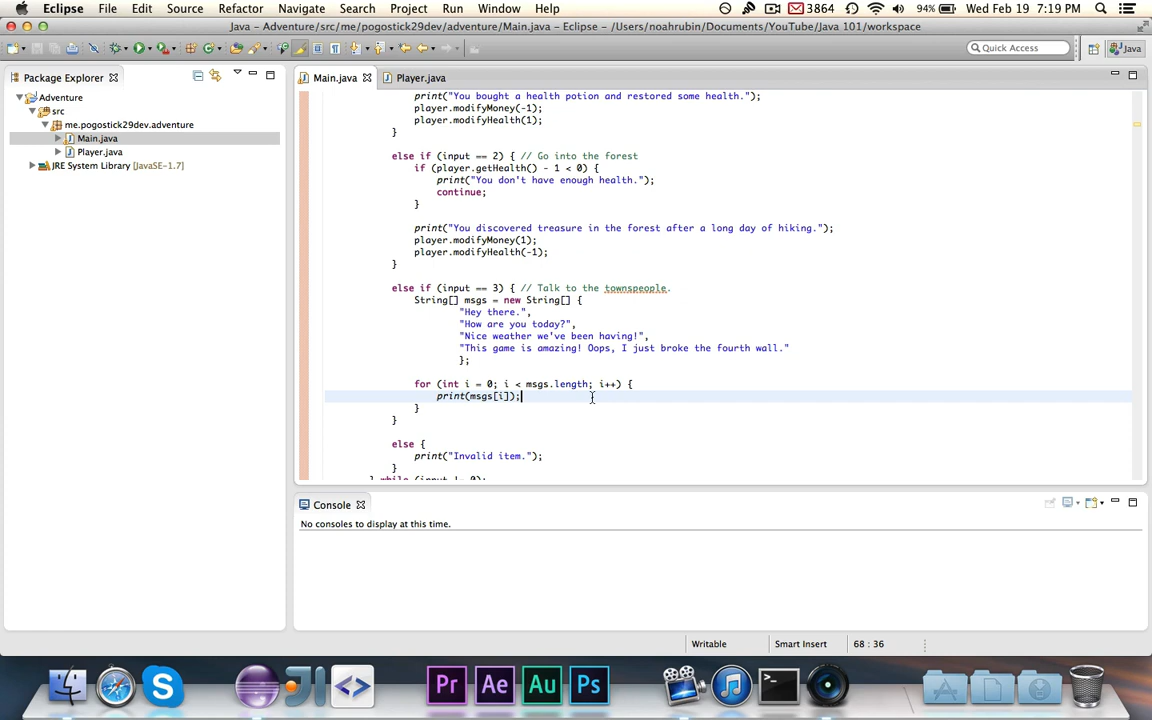 Eclipse File Edit Source Refactor Navigate Search Project Run Window Help 3864 94% Wed Feb 19 7:19 PM
Java – Adventure/src/me/pogostick29dev/adventure/Main.java – Eclipse – /Users/noahrubin/Documents/YouTube/Java 101/workspace
Quick Access Java
Package Explorer
Adventure
src
me.pogostick29dev.adventure
Main.java
Player.java
JRE System Library [JavaSE-1.7]
Main.java Player.java
print("You bought a health potion and restored some health.");
player.modifyMoney(-1);
player.modifyHealth(1);
}
else if (input == 2) { // Go into the forest
if (player.getHealth() - 1 < 0) {
print("You don't have enough health.");
continue;
}
print("You discovered treasure in the forest after a long day of hiking.");
player.modifyMoney(1);
player.modifyHealth(-1);
}
else if (input == 3) { // Talk to the townspeople.
String[] msgs = new String[] {
"Hey there.",
"How are you today?",
"Nice weather we've been having!",
"This game is amazing! Oops, I just broke the fourth wall."
};
for (int i = 0; i < msgs.length; i++) {
print(msgs[i]);
}
}
else {
print("Invalid item.");
}
} while (input != 0);
Console
No consoles to display at this time.
Writable Smart Insert 68 : 36
S Pr Ae Au Ps >_